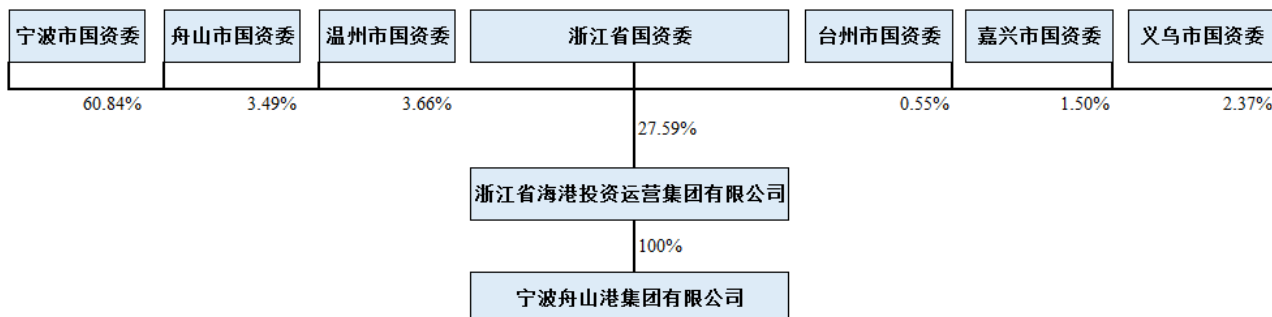 宁波市国资委
舟山市国资委
温州市国资委
浙江省国资委
台州市国资委
嘉兴市国资委
义乌市国资委
60.84%
3.49%
3.66%
0.55%
1.50%
2.37%
27.59%
浙江省海港投资运营集团有限公司
100%
宁波舟山港集团有限公司